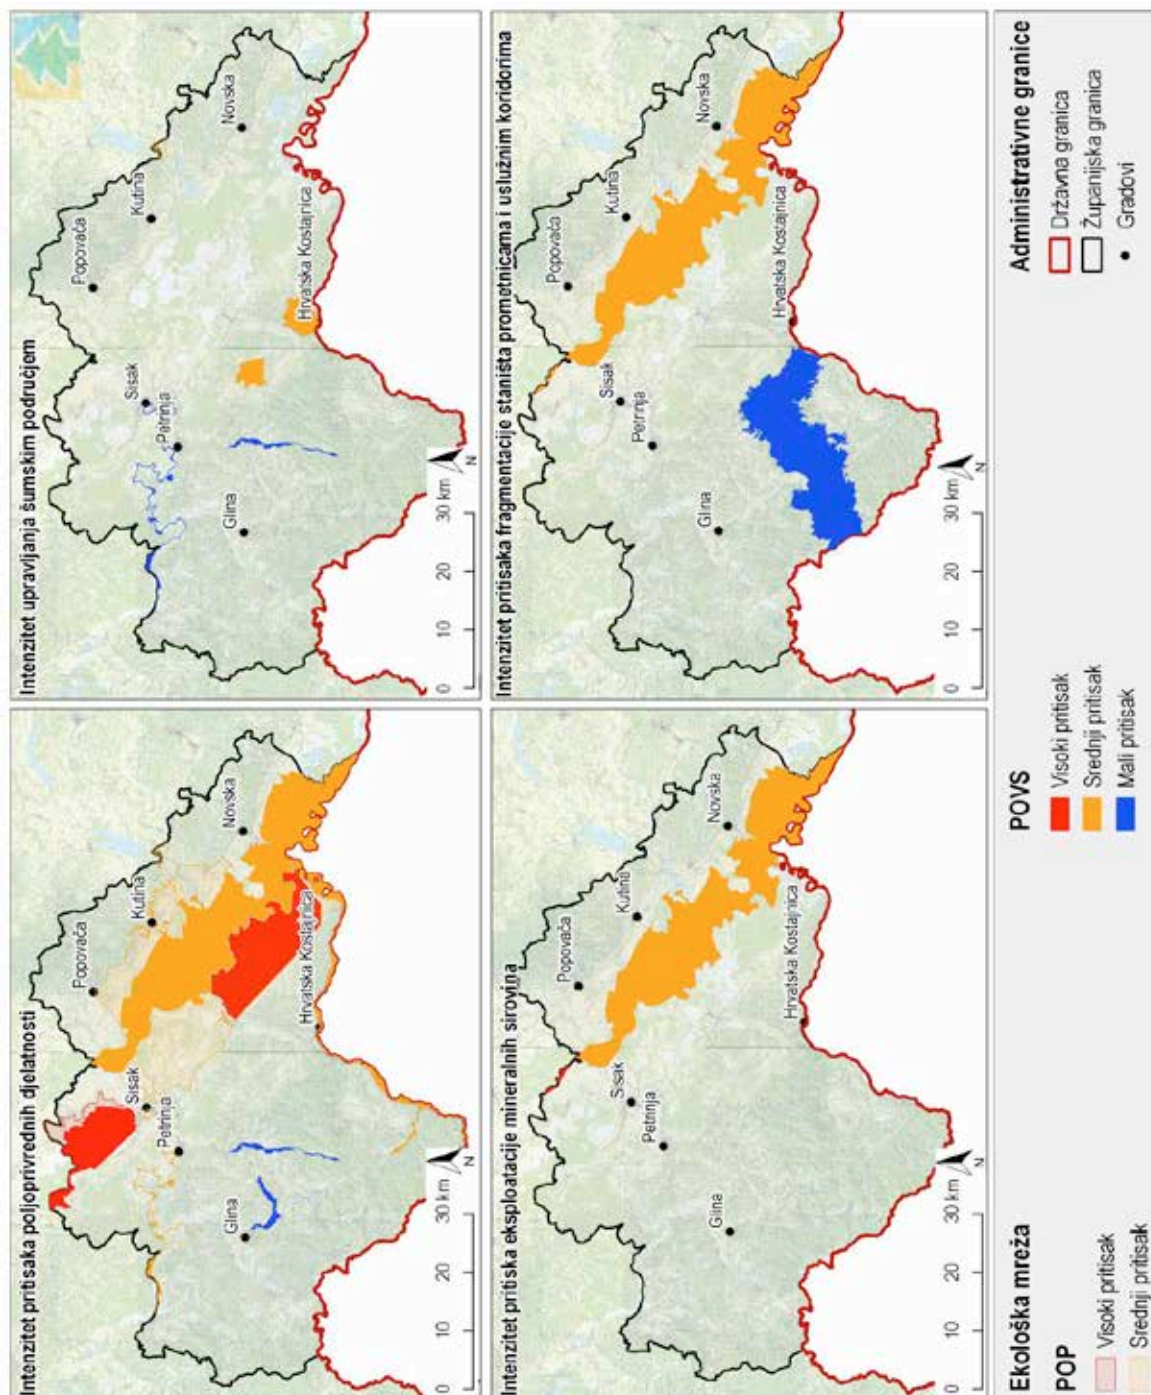 Intenzitet pritisaka poljoprivrednih djelatnosti
Popovača
Sisak
Kutina
Petrinja
Glina
Novska
Hrvatska Kostajnica
0 10 20 30 km
N
Intenzitet upravljanja šumskim područjem
Popovača
Sisak
Kutina
Petrinja
Glina
Novska
Hrvatska Kostajnica
0 10 20 30 km
N
Intenzitet pritiska eksploatacije mineralnih sirovina
Popovača
Sisak
Kutina
Petrinja
Glina
Novska
Hrvatska Kostajnica
0 10 20 30 km
N
Intenzitet pritisaka fragmentacije staništa prometnicama i uslužnim koridorima
Popovača
Sisak
Kutina
Petrinja
Glina
Novska
Hrvatska Kostajnica
0 10 20 30 km
N
Ekološka mreža
POP
Visoki pritisak
Srednji pritisak
POVS
Visoki pritisak
Srednji pritisak
Mali pritisak
Administrativne granice
Državna granica
Županijska granica
Gradovi